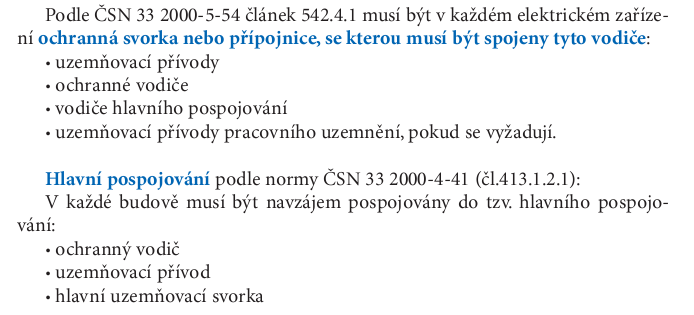 Podle ČSN 33 2000-5-54 článek 542.4.1 musí být v každém elektrickém zaříze-
ní ochranná svorka nebo přípojnice, se kterou musí být spojeny tyto vodiče:
• uzemňovací přívody
• ochranné vodiče
• vodiče hlavního pospojování
• uzemňovací přívody pracovního uzemnění, pokud se vyžadují.
Hlavní pospojování podle normy ČSN 33 2000-4-41 (čl.413.1.2.1):
V každé budově musí být navzájem pospojovány do tzv. hlavního pospojo-
vání:
• ochranný vodič
• uzemňovací přívod
• hlavní uzemňovací svorka